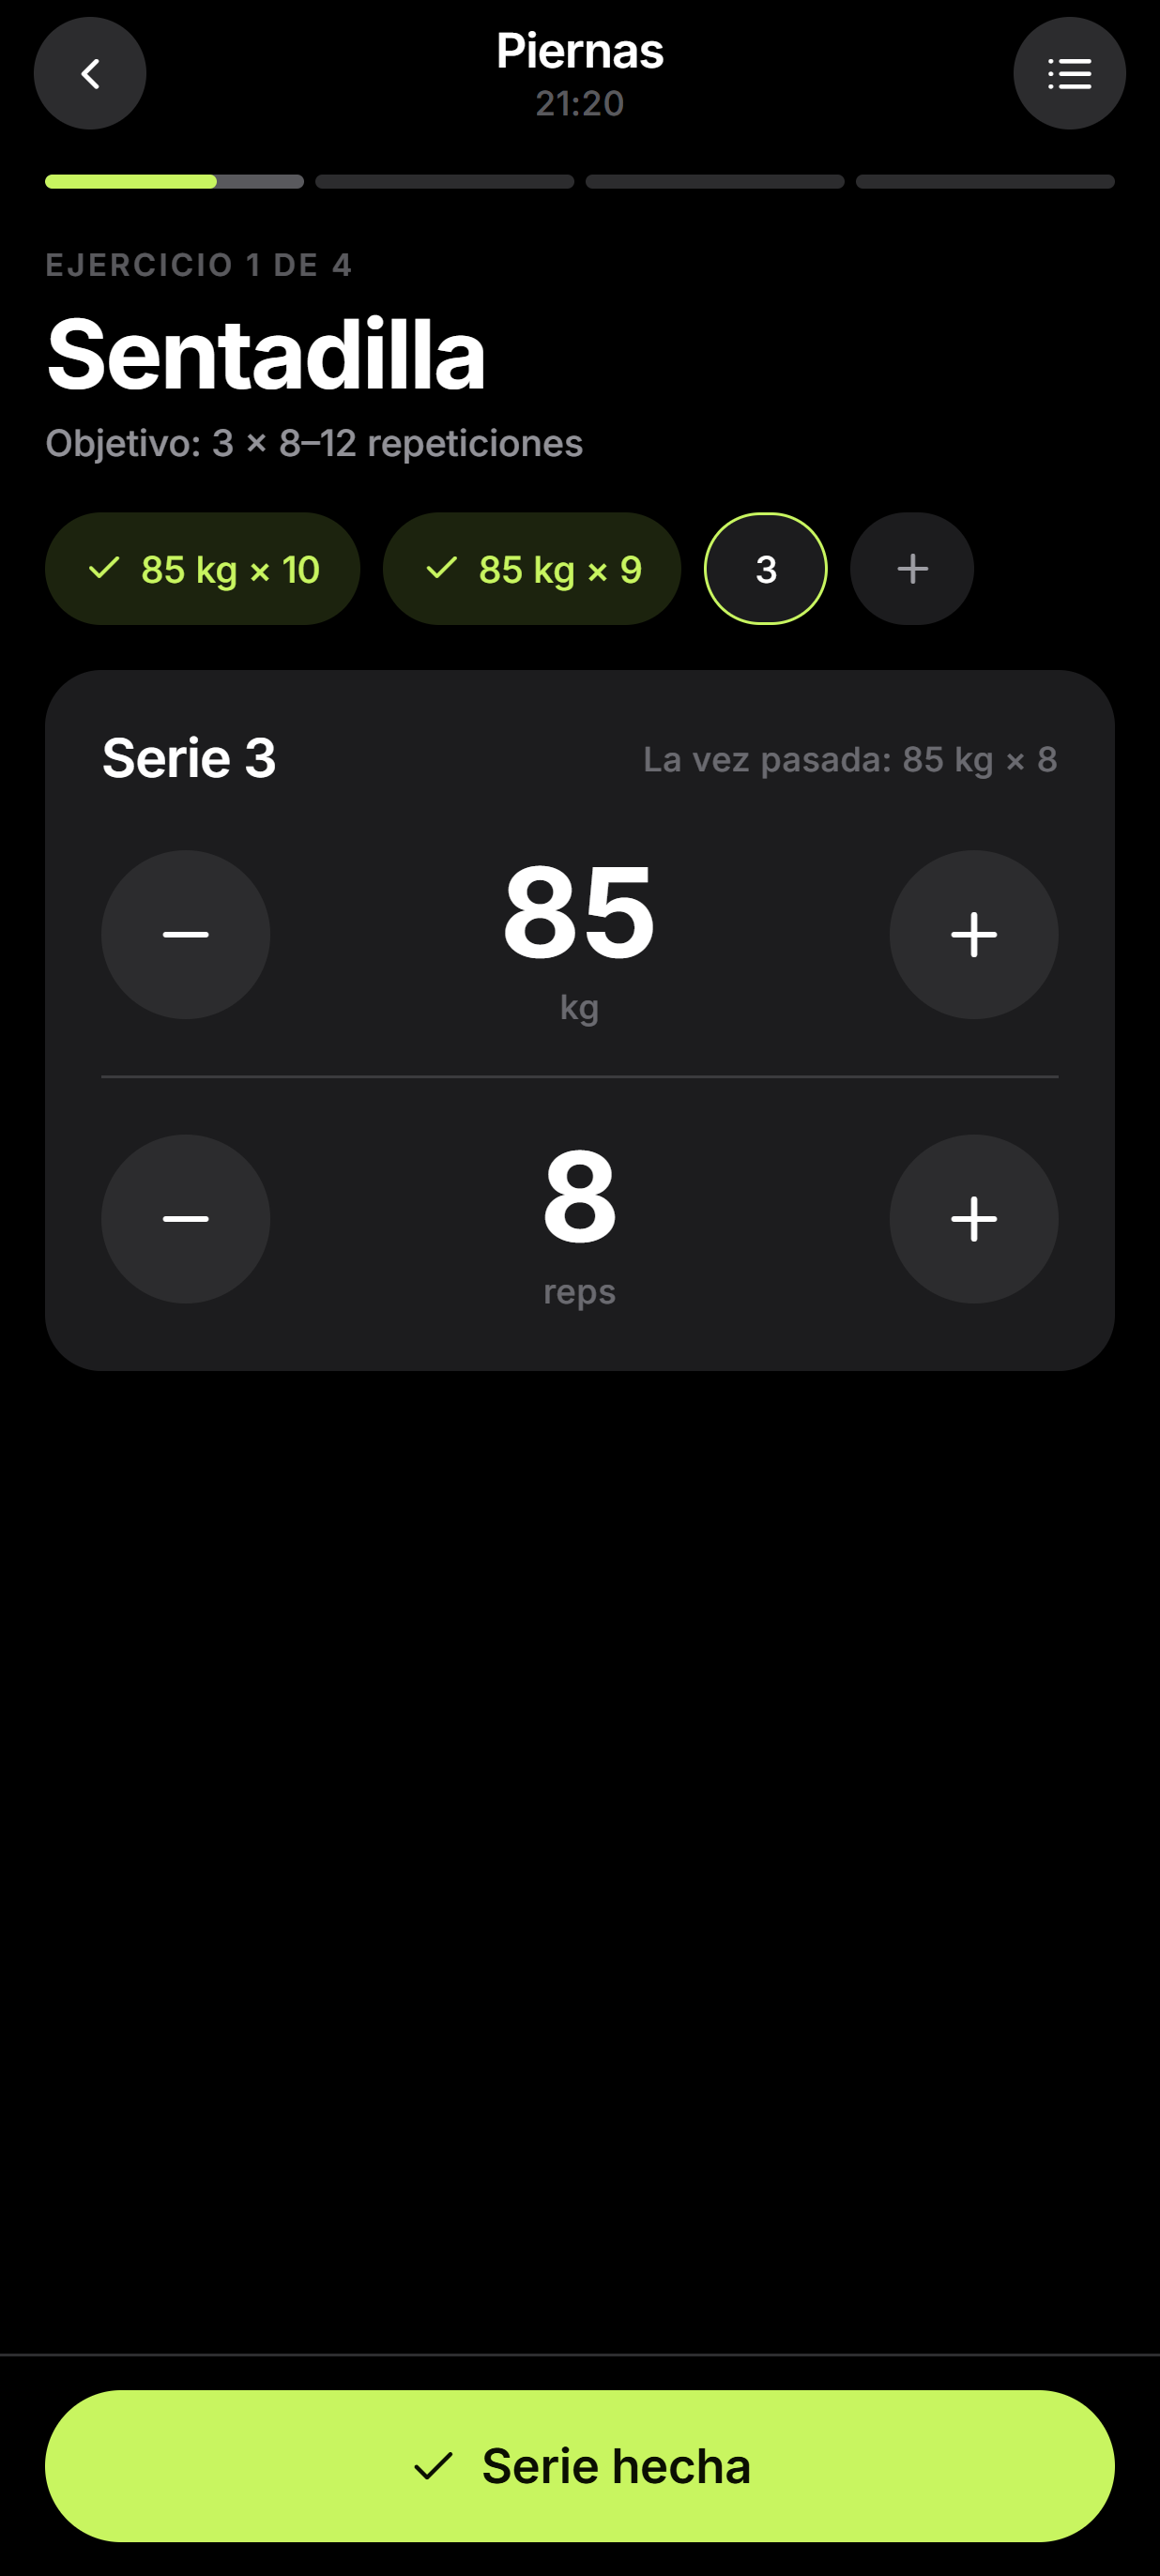 Piernas
21:20
EJERCICIO 1 DE 4
Sentadilla
Objetivo: 3 × 8–12 repeticiones
85 kg × 10
85 kg × 9
3
Serie 3
La vez pasada: 85 kg × 8
85
kg
8
reps
Serie hecha